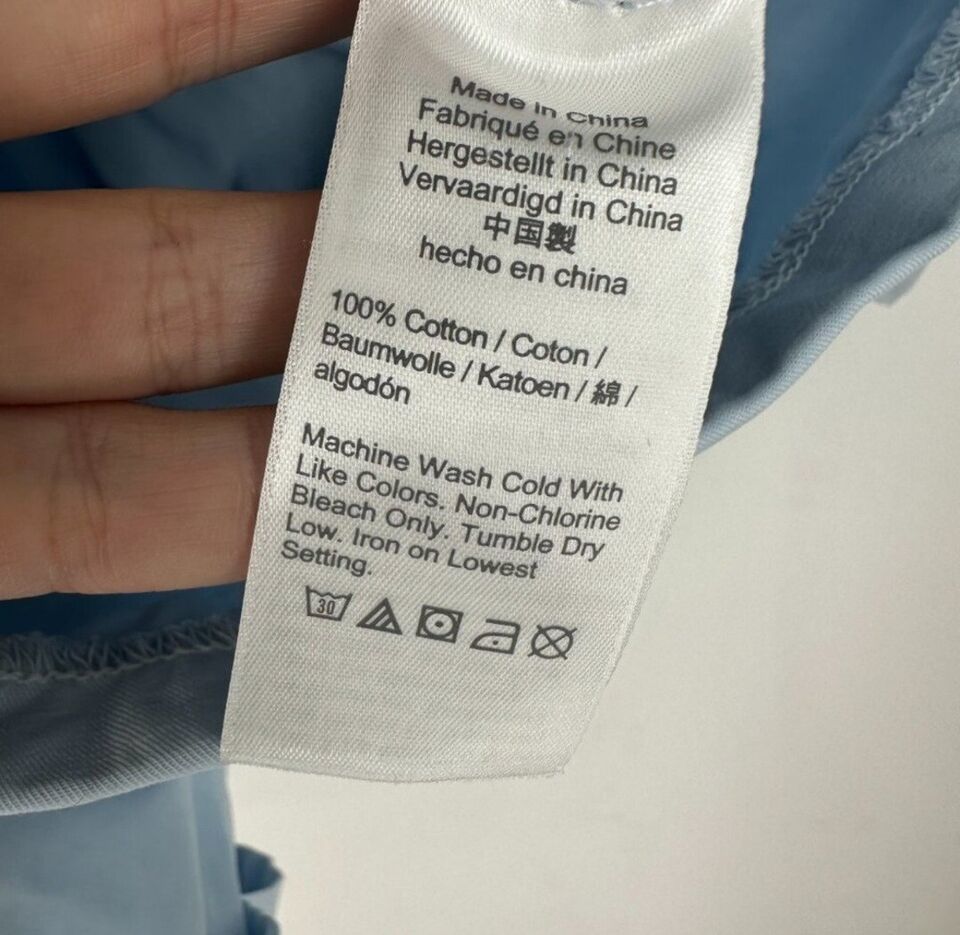 Made in China
Fabriqué en Chine
Hergestellt in China
Vervaardigd in China
中国製
hecho en china
100% Cotton / Coton /
Baumwolle / Katoen / 綿 /
algodón
Machine Wash Cold With
Like Colors. Non-Chlorine
Bleach Only. Tumble Dry
Low. Iron on Lowest
Setting.
30